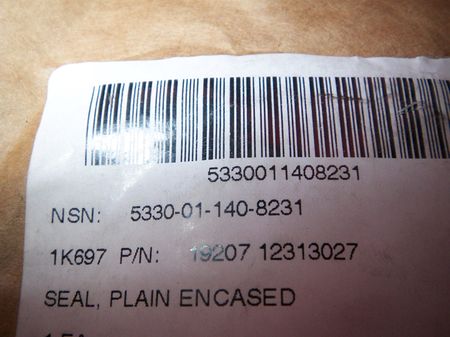 5330011408231
NSN: 5330-01-140-8231
1K697 P/N: 19207 12313027
SEAL, PLAIN ENCASED